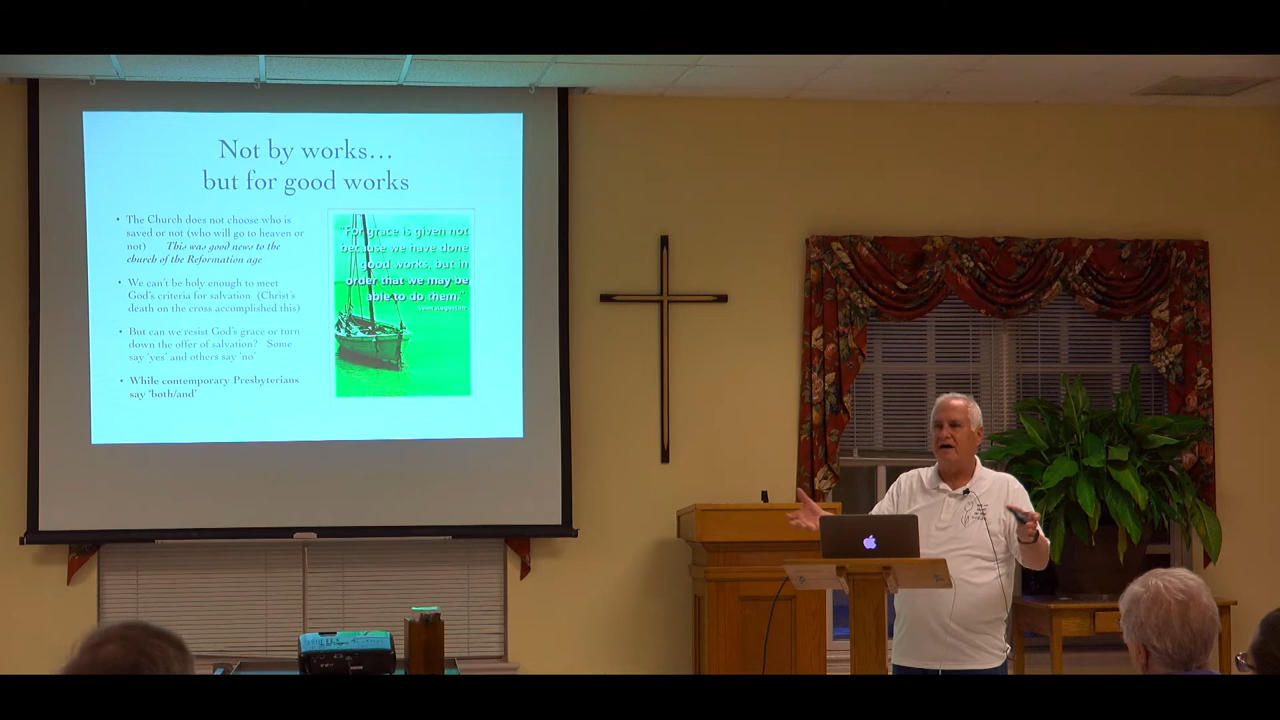 Not by works…
but for good works
• The Church does not choose who is
saved or not (who will go to heaven or
not) This was good news to the
church of the Reformation age
• We can't be holy enough to meet
God's criteria for salvation (Christ's
death on the cross accomplished this)
• But can we resist God's grace or turn
down the offer of salvation? Some
say 'yes' and others say 'no'
• While contemporary Presbyterians
say 'both/and'
"For grace is given not
because we have done
good works, but in
order that we may be
able to do them."
Saint Augustine